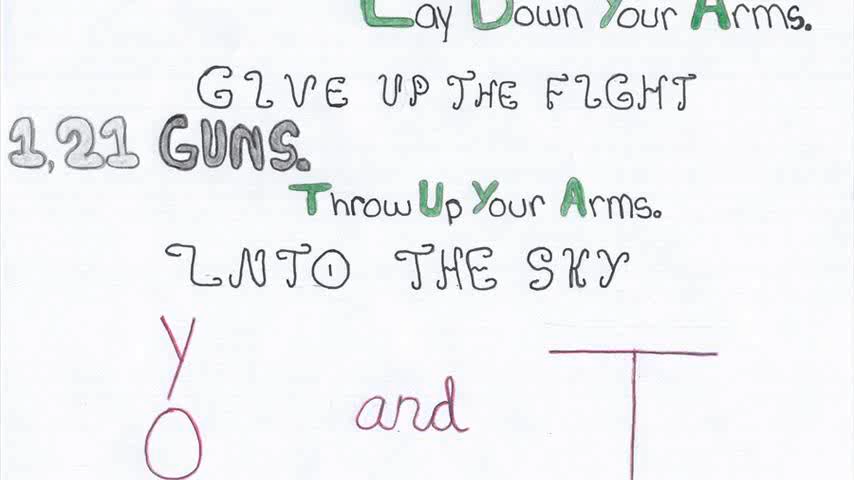 Lay Down Your Arms.
GIVE UP THE FIGHT
1,21 GUNS.
Throw Up Your Arms.
INTO THE SKY
Y
O and T